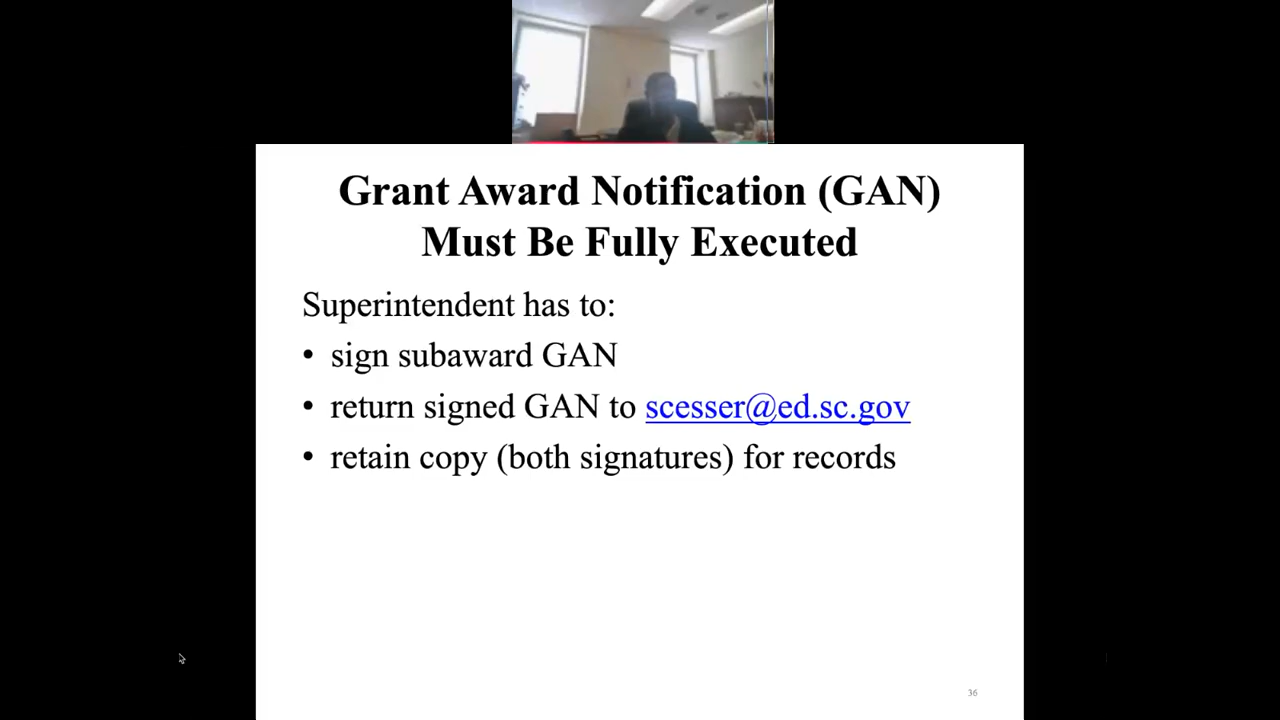 Grant Award Notification (GAN)
Must Be Fully Executed
Superintendent has to:
• sign subaward GAN
• return signed GAN to scesser@ed.sc.gov
• retain copy (both signatures) for records
36